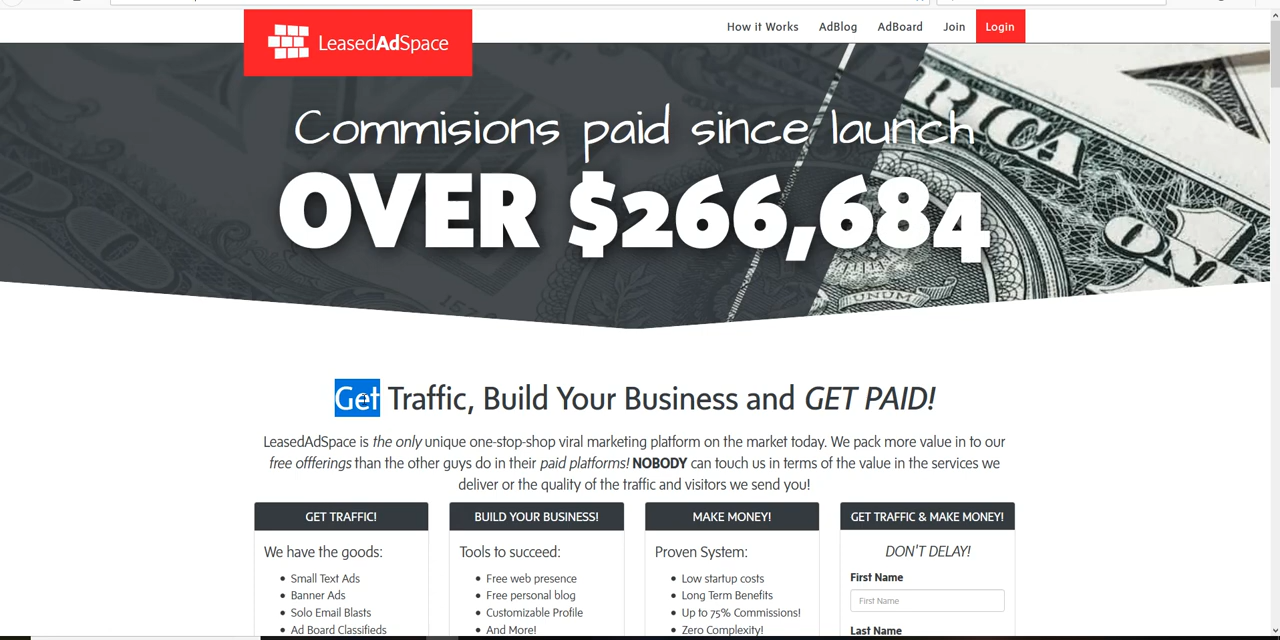 LeasedAdSpace
How it Works
AdBlog
AdBoard
Join
Login
Commisions paid since launch
OVER $266,684
RICA
Get Traffic, Build Your Business and GET PAID!
LeasedAdSpace is the only unique one-stop-shop viral marketing platform on the market today. We pack more value in to our
free offferings than the other guys do in their paid platforms! NOBODY can touch us in terms of the value in the services we
deliver or the quality of the traffic and visitors we send you!
GET TRAFFIC!
We have the goods:
Small Text Ads
Banner Ads
Solo Email Blasts
Ad Board Classifieds
BUILD YOUR BUSINESS!
Tools to succeed:
Free web presence
Free personal blog
Customizable Profile
And More!
MAKE MONEY!
Proven System:
Low startup costs
Long Term Benefits
Up to 75% Commissions!
Zero Complexity!
GET TRAFFIC & MAKE MONEY!
DON'T DELAY!
First Name
First Name
Last Name